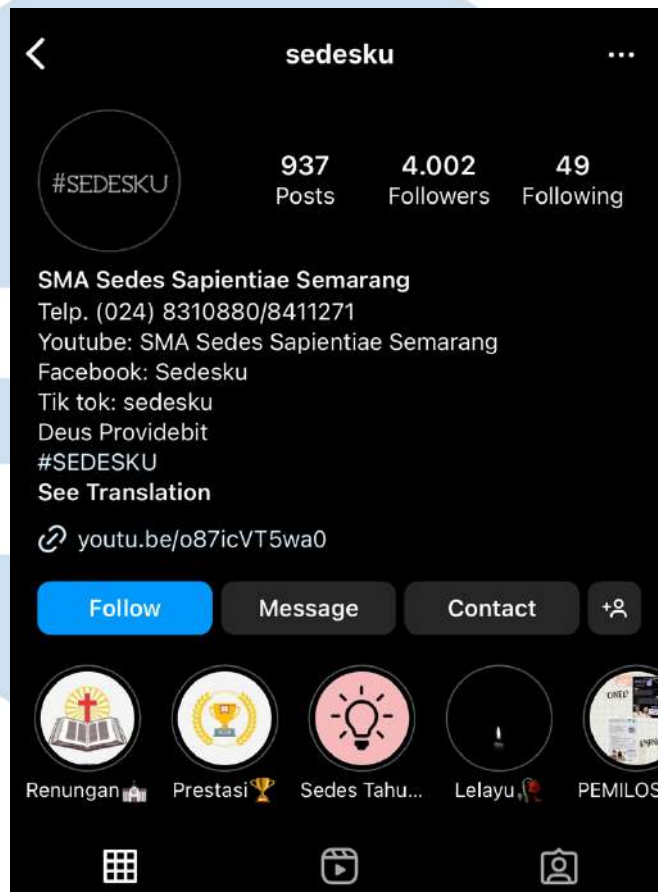 sedesku
#SEDESKU
937 4.002 49
Posts Followers Following
SMA Sedes Sapientiae Semarang
Telp. (024) 8310880/8411271
Youtube: SMA Sedes Sapientiae Semarang
Facebook: Sedesku
Tik tok: sedesku
Deus Providebit
#SEDESKU
See Translation
youtu.be/o87icVT5wa0
Follow Message Contact
Renungan Prestasi Sedes Tahu... Lelayu PEMILOS